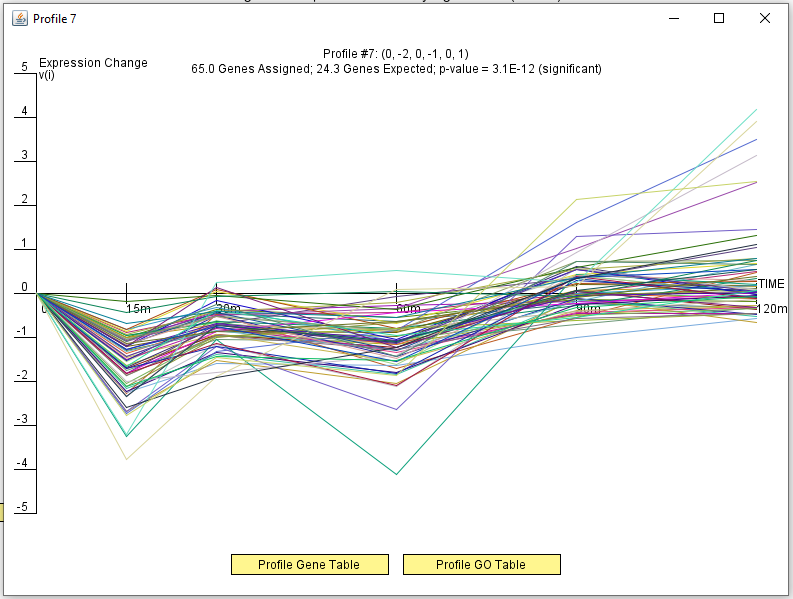 Profile 7
Profile #7: (0, -2, 0, -1, 0, 1)
65.0 Genes Assigned; 24.3 Genes Expected; p-value = 3.1E-12 (significant)
Expression Change
v(i)
5
4
3
2
1
0
-1
-2
-3
-4
-5
15m
60m
90m
120m
TIME
Profile Gene Table
Profile GO Table